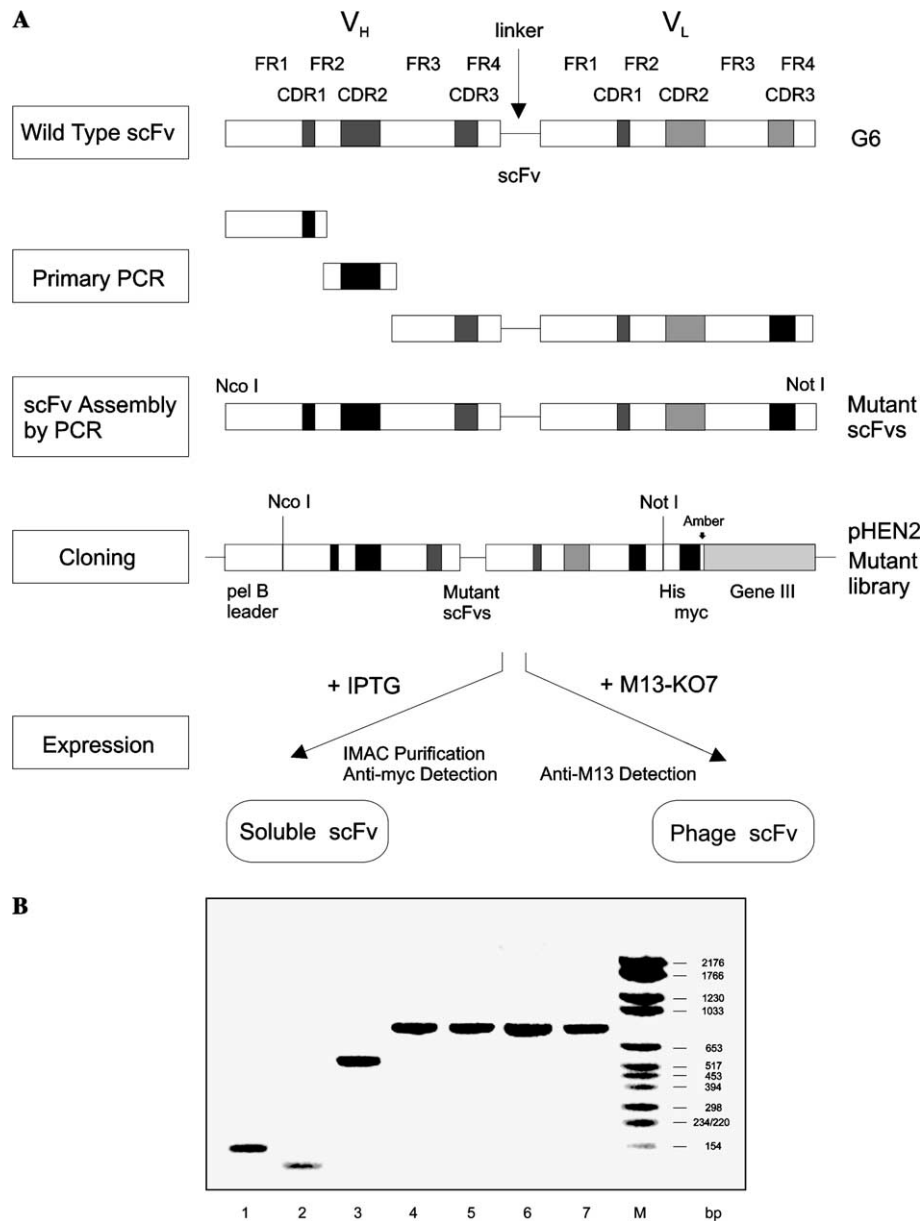 A
V_H
linker
V_L
FR1 FR2 FR3 FR4 FR1 FR2 FR3 FR4
CDR1 CDR2 CDR3 CDR1 CDR2 CDR3
Wild Type scFv
G6
scFv
Primary PCR
Nco I
Not I
scFv Assembly
by PCR
Mutant
scFvs
Nco I
Not I
Amber
Cloning
pHEN2
Mutant
library
pel B
leader
Mutant
scFvs
His
myc
Gene III
+ IPTG
+ M13-KO7
Expression
IMAC Purification
Anti-myc Detection
Anti-M13 Detection
Soluble scFv
Phage scFv
B
2176
1766
1230
1033
653
517
453
394
298
234/220
154
1 2 3 4 5 6 7 M bp